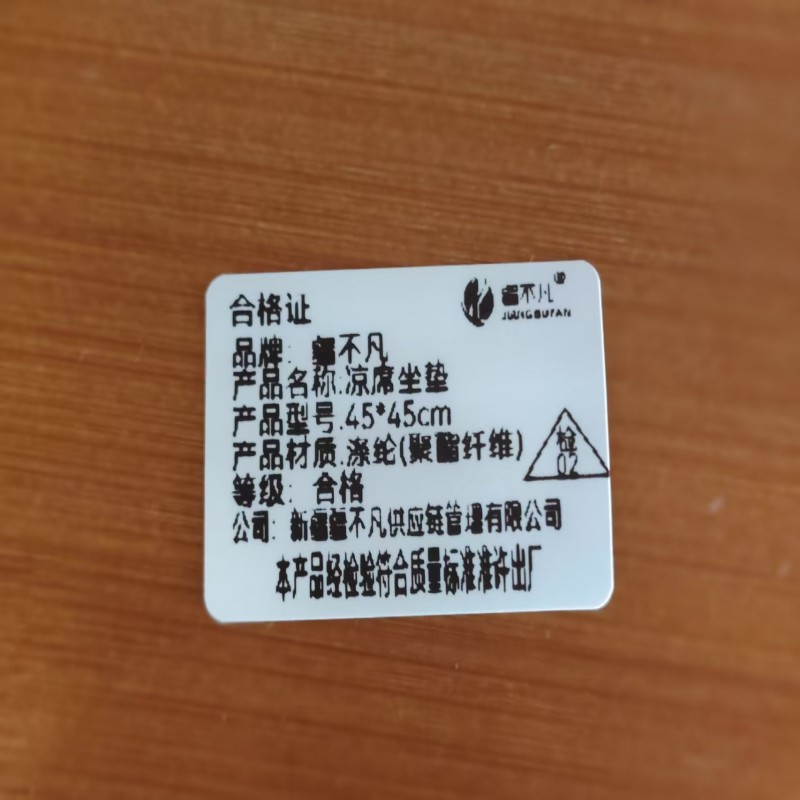 合格证
疆不凡
JIANGBUFAN
品牌: 疆不凡
产品名称:凉席坐垫
产品型号:45*45cm
产品材质:涤纶(聚酯纤维)
检
02
等级: 合格
公司: 新疆疆不凡供应链管理有限公司
本产品经检验符合质量标准准许出厂